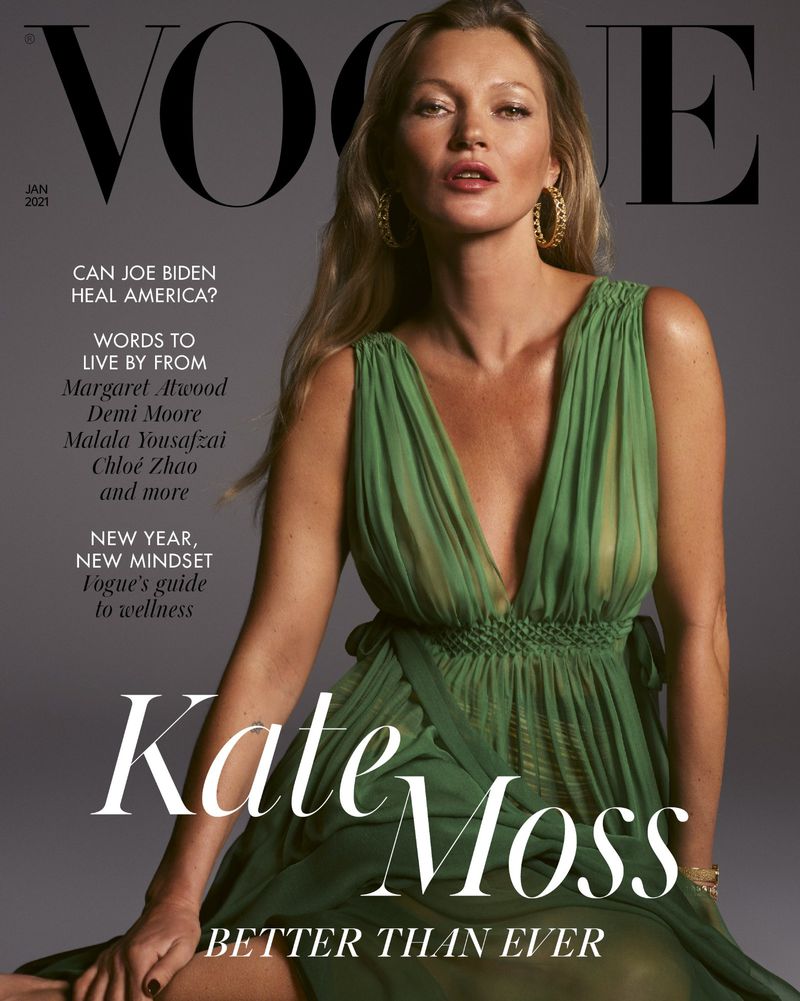 VOGUE
®
JAN
2021
CAN JOE BIDEN
HEAL AMERICA?
WORDS TO
LIVE BY FROM
Margaret Atwood
Demi Moore
Malala Yousafzai
Chloé Zhao
and more
NEW YEAR,
NEW MINDSET
Vogue's guide
to wellness
Kate
Moss
BETTER THAN EVER